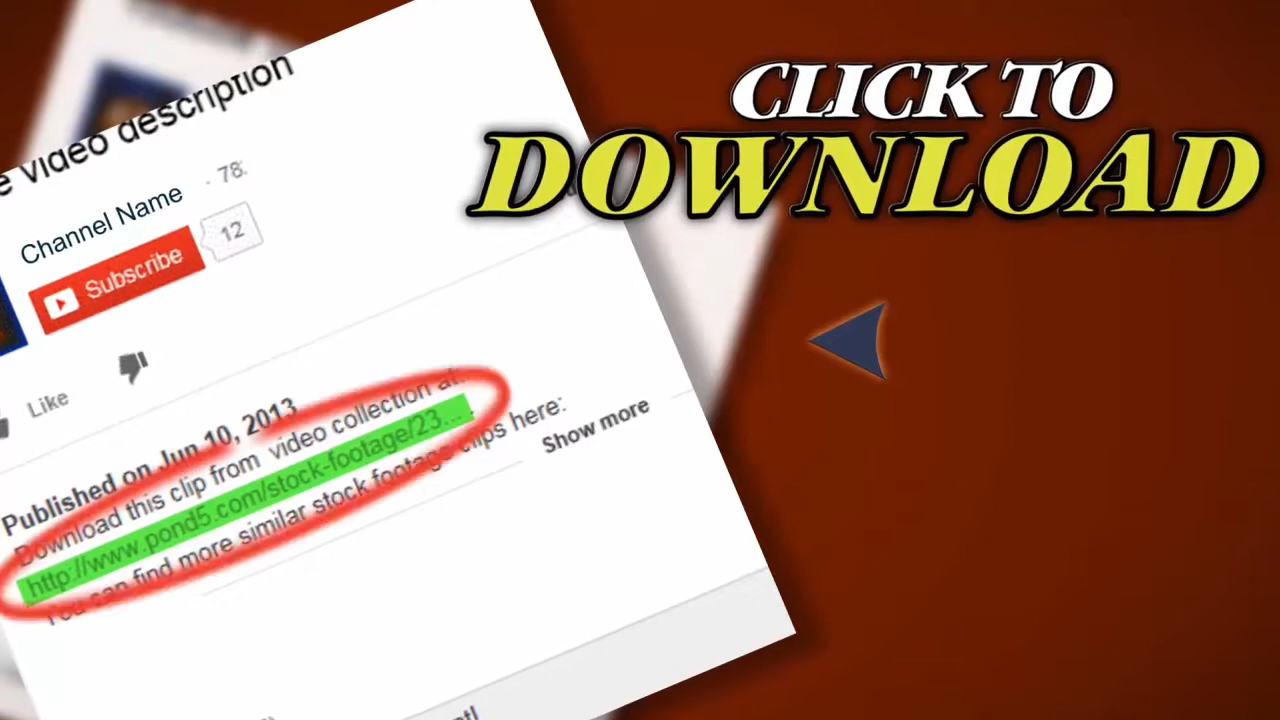 CLICK TO
DOWNLOAD
video description
Channel Name
Subscribe
12
Like
Published on Jun 10, 2013
Download this clip from video collection at:
http://www.pond5.com/stock-footage/23...
You can find more similar stock footage clips here:
Show more